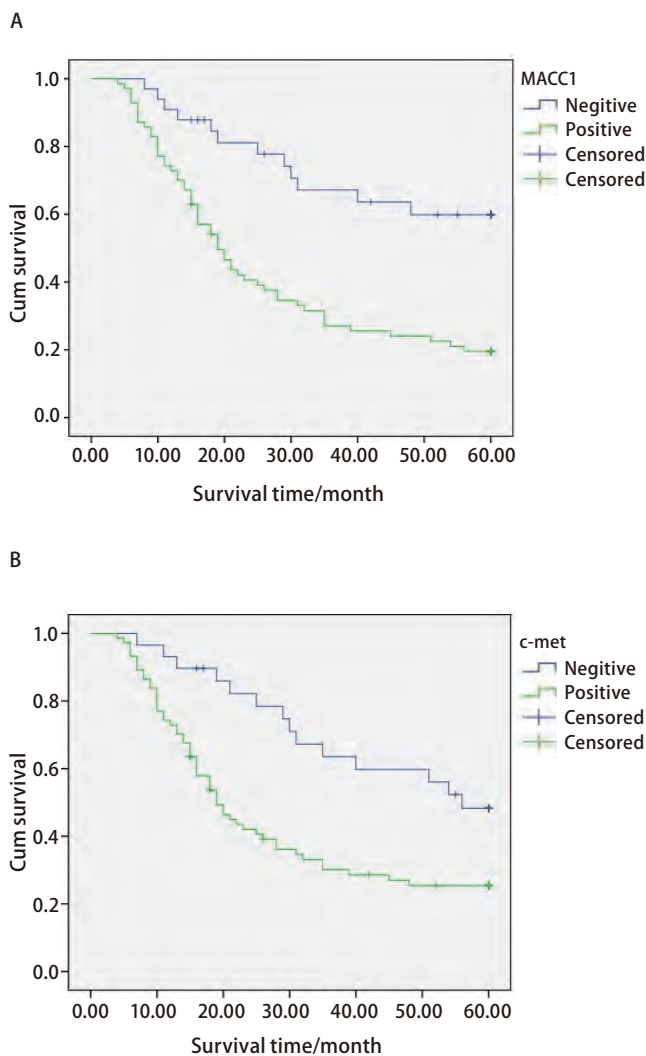 A
MACC1
Negitive
Positive
Censored
Censored
Cum survival
1.0
0.8
0.6
0.4
0.2
0.0
0.00 10.00 20.00 30.00 40.00 50.00 60.00
Survival time/month
B
c-met
Negitive
Positive
Censored
Censored
Cum survival
1.0
0.8
0.6
0.4
0.2
0.0
0.00 10.00 20.00 30.00 40.00 50.00 60.00
Survival time/month